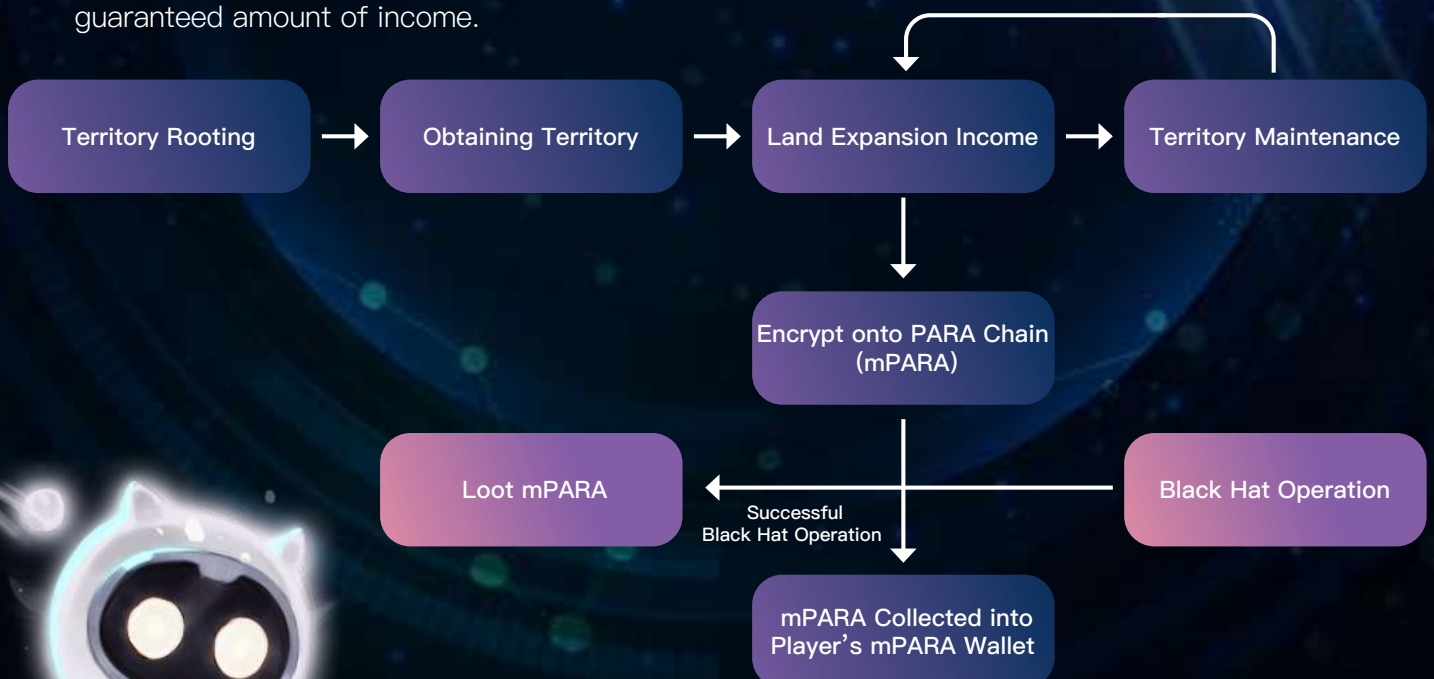 guaranteed amount of income.
Territory Rooting
Obtaining Territory
Land Expansion Income
Territory Maintenance
Encrypt onto PARA Chain
(mPARA)
Loot mPARA
Successful
Black Hat Operation
Black Hat Operation
mPARA Collected into
Player’s mPARA Wallet